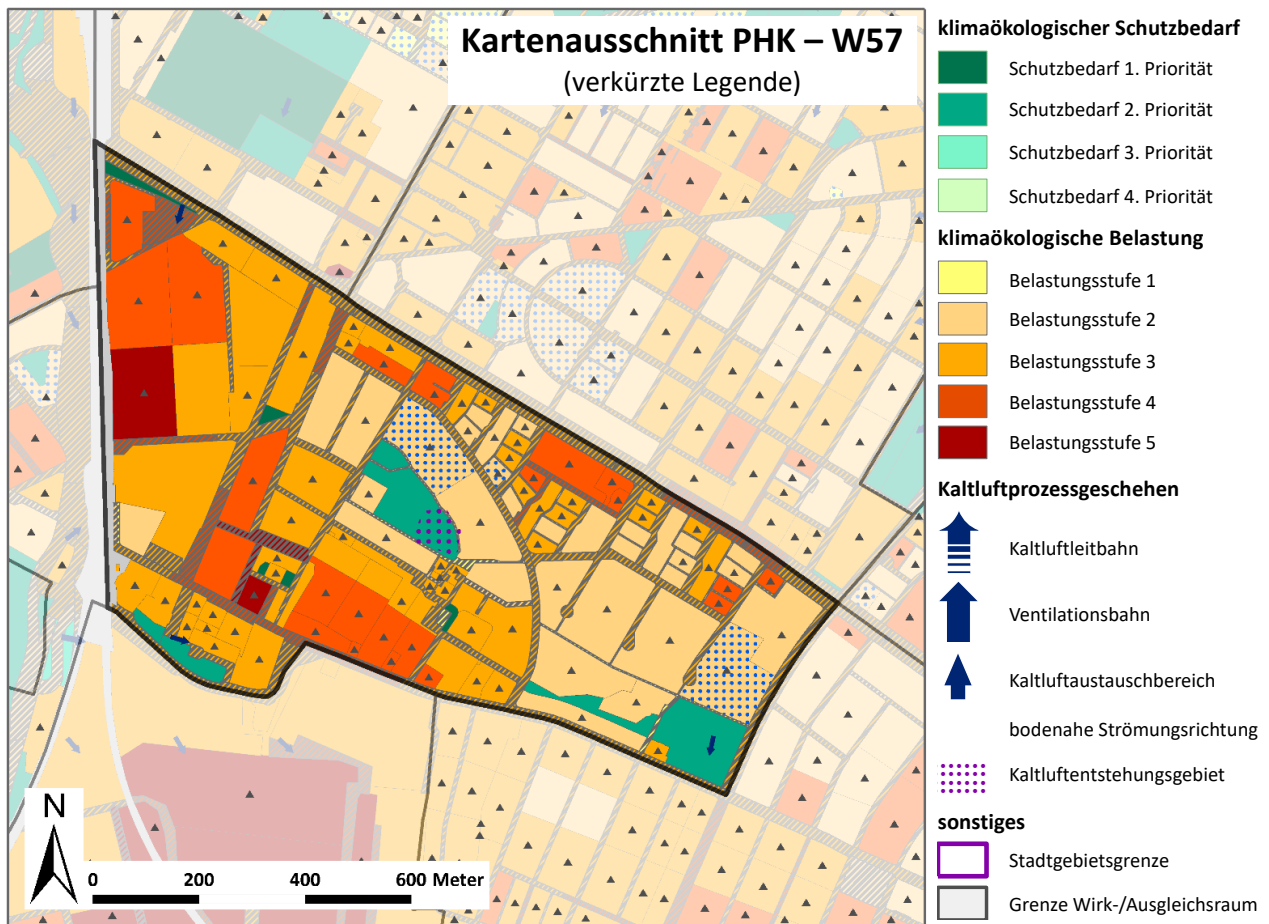 Kartenausschnitt PHK – W57
(verkürzte Legende)
klimaökologischer Schutzbedarf
Schutzbedarf 1. Priorität
Schutzbedarf 2. Priorität
Schutzbedarf 3. Priorität
Schutzbedarf 4. Priorität
klimaökologische Belastung
Belastungsstufe 1
Belastungsstufe 2
Belastungsstufe 3
Belastungsstufe 4
Belastungsstufe 5
Kaltluftprozessgeschehen
Kaltluftleitbahn
Ventilationsbahn
Kaltluftaustauschbereich
bodenahe Strömungsrichtung
Kaltluftentstehungsgebiet
sonstiges
Stadtgebietsgrenze
Grenze Wirk-/Ausgleichsraum
N
0 200 400 600 Meter